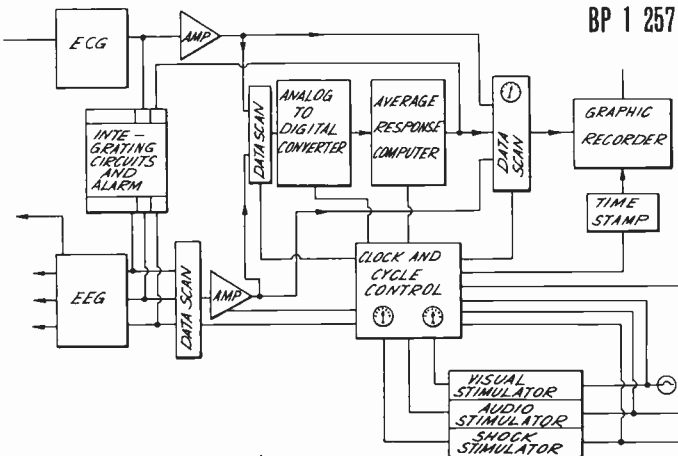 BP 1 257
ECG
AMP
INTE-
GRATING
CIRCUITS
AND
ALARM
DATA SCAN
ANALOG
TO
DIGITAL
CONVERTER
AVERAGE
RESPONSE
COMPUTER
DATA
SCAN
GRAPHIC
RECORDER
TIME
STAMP
EEG
DATA SCAN
AMP
CLOCK AND
CYCLE
CONTROL
VISUAL
STIMULATOR
AUDIO
STIMULATOR
SHOCK
STIMULATOR